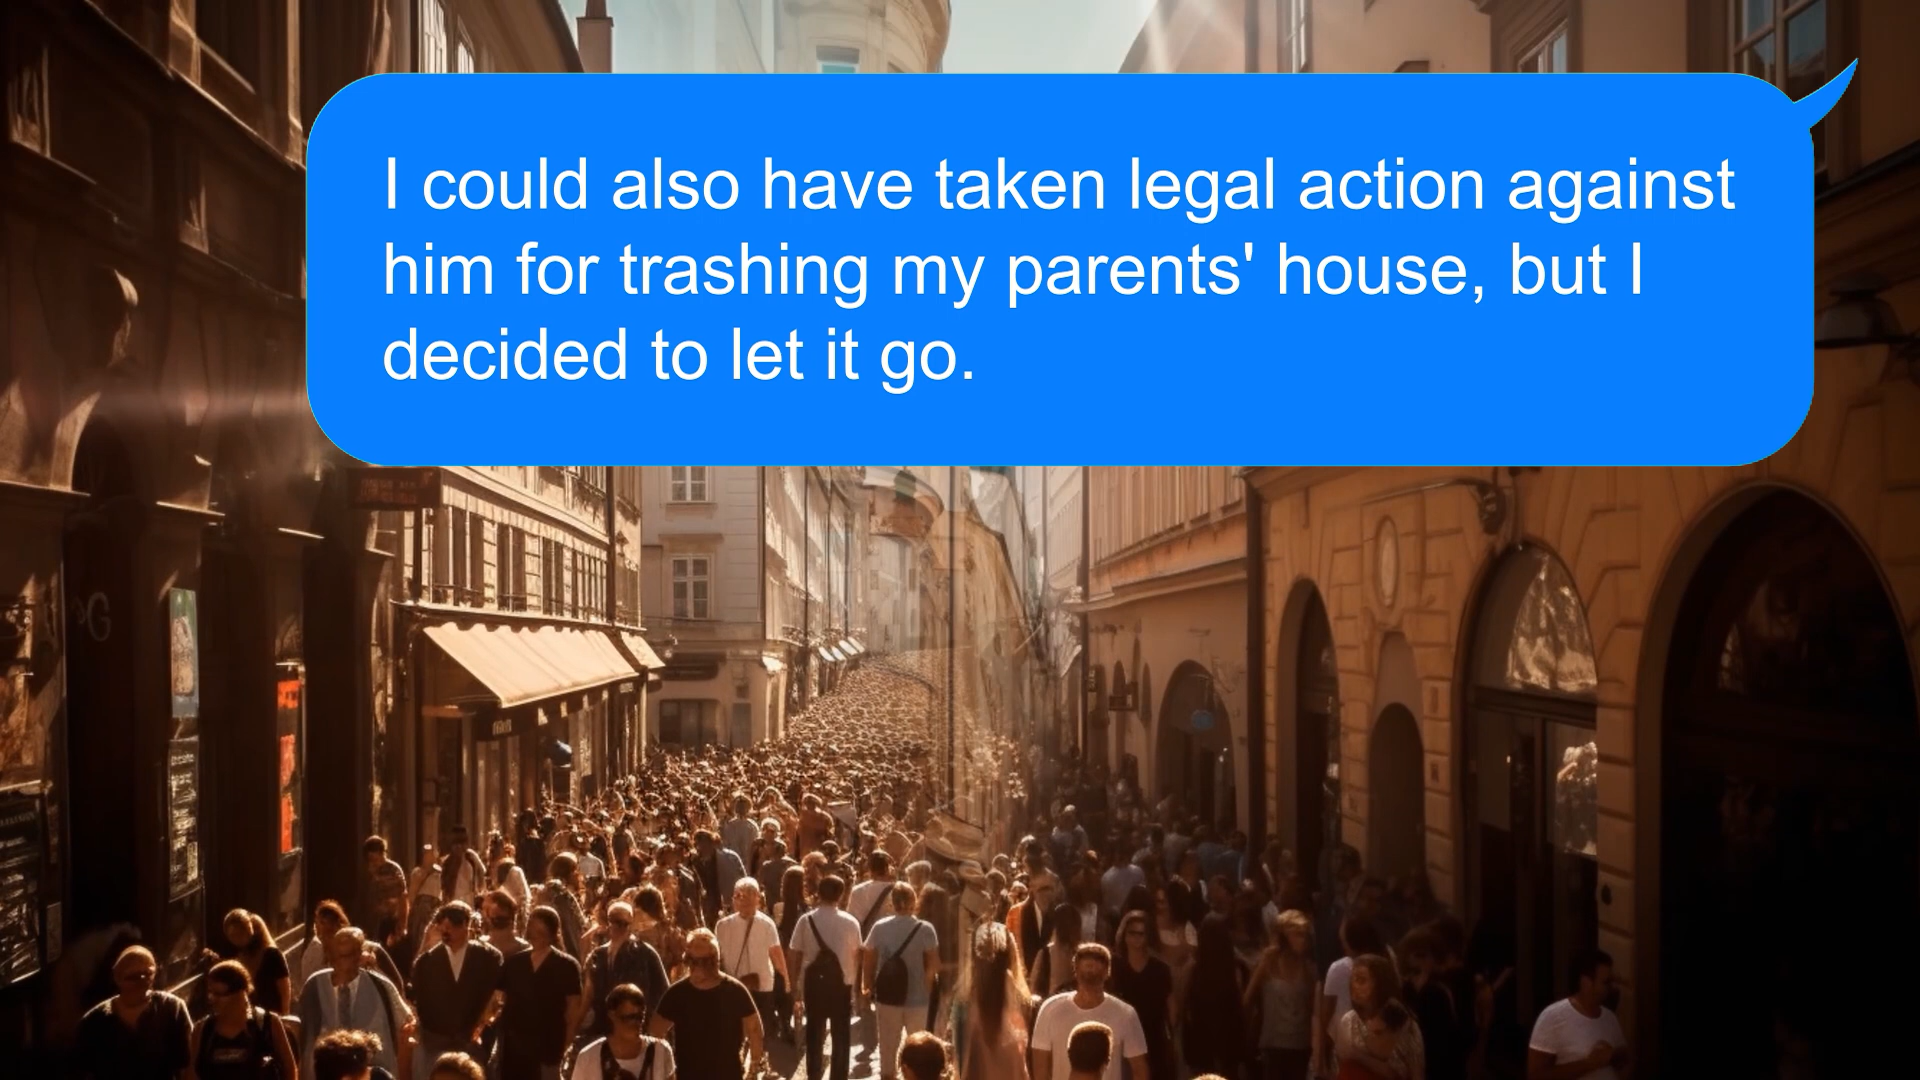 I could also have taken legal action against
him for trashing my parents' house, but I
decided to let it go.